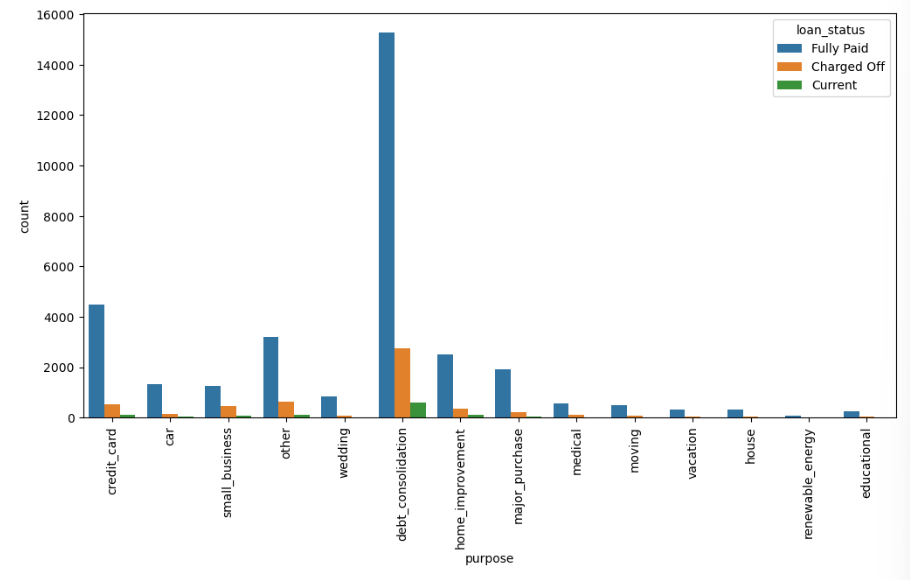 16000
14000
12000
10000
8000
6000
4000
2000
0
count
loan_status
Fully Paid
Charged Off
Current
credit_card
car
small_business
other
wedding
debt_consolidation
home_improvement
major_purchase
medical
moving
vacation
house
renewable_energy
educational
purpose